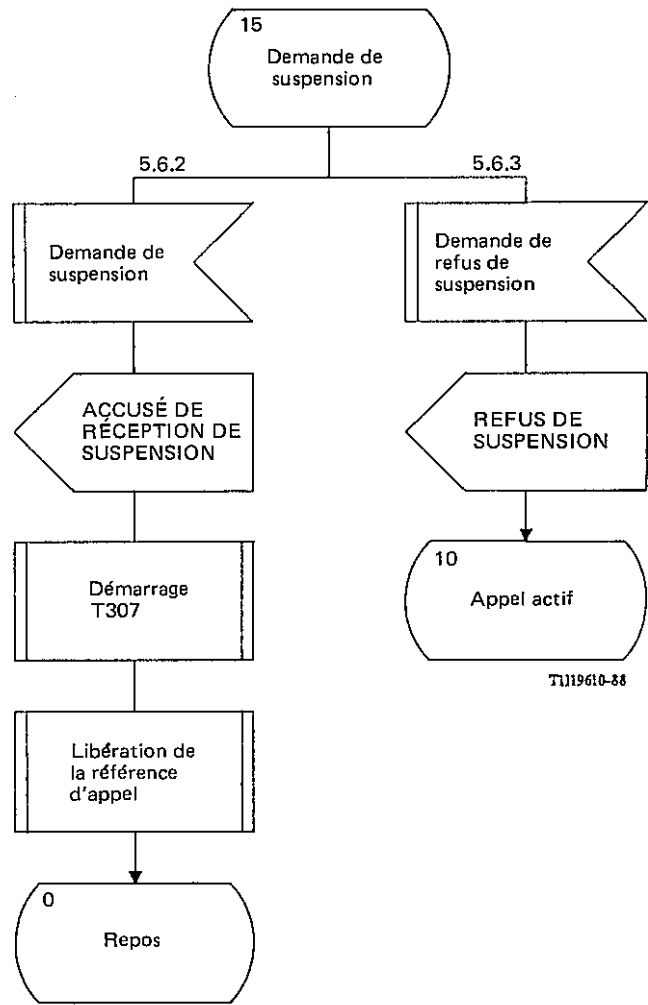 15
Demande de
suspension
5.6.2
5.6.3
Demande de
suspension
Demande de
refus de
suspension
ACCUSÉ DE
RÉCEPTION DE
SUSPENSION
REFUS DE
SUSPENSION
Démarrage
T307
10
Appel actif
T1119610-88
Libération de
la référence
d'appel
0
Repos